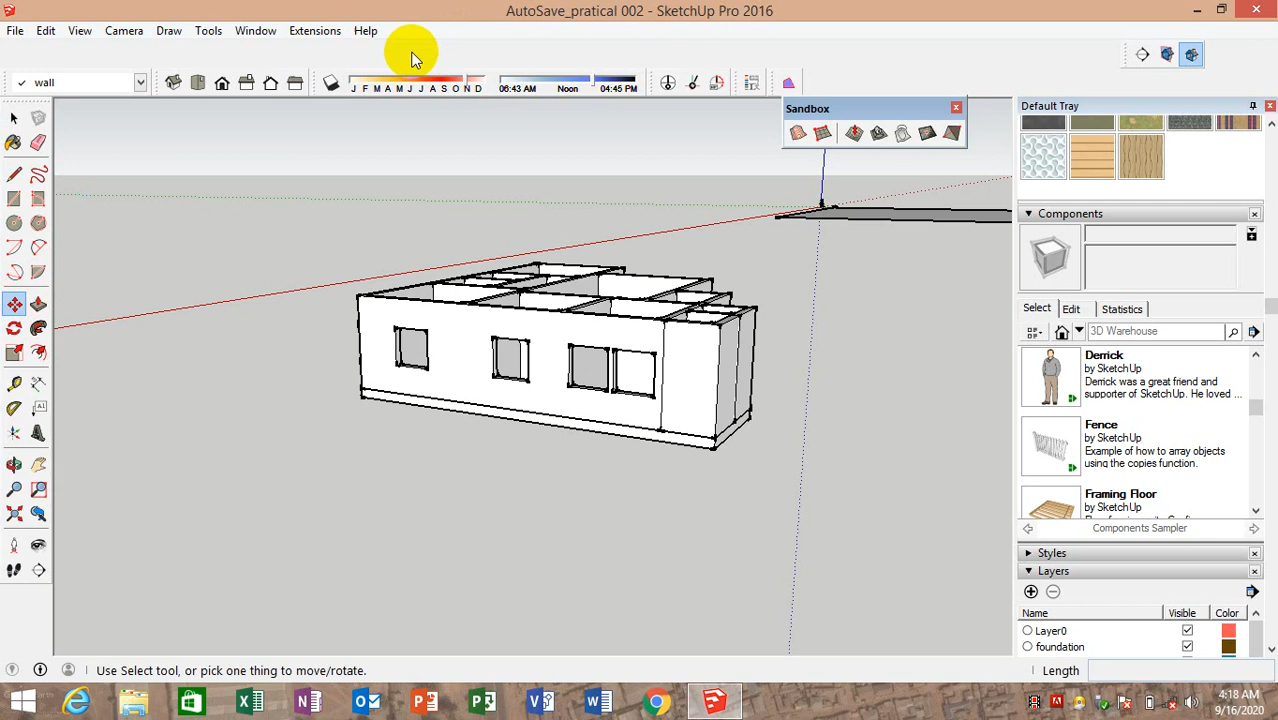 AutoSave_pratical 002 - SketchUp Pro 2016
File Edit View Camera Draw Tools Window Extensions Help
wall
J F M A M J J A S O N D
06:43 AM Noon 04:45 PM
Sandbox
Default Tray
Components
Select Edit Statistics
3D Warehouse
Derrick
by SketchUp
Derrick was a great friend and
supporter of SketchUp. He loved ...
Fence
by SketchUp
Example of how to array objects
using the copies function.
Framing Floor
by SketchUp
Components Sampler
Styles
Layers
Name Visible Color
Layer0
foundation
Use Select tool, or pick one thing to move/rotate.
Length
4:18 AM
9/16/2020